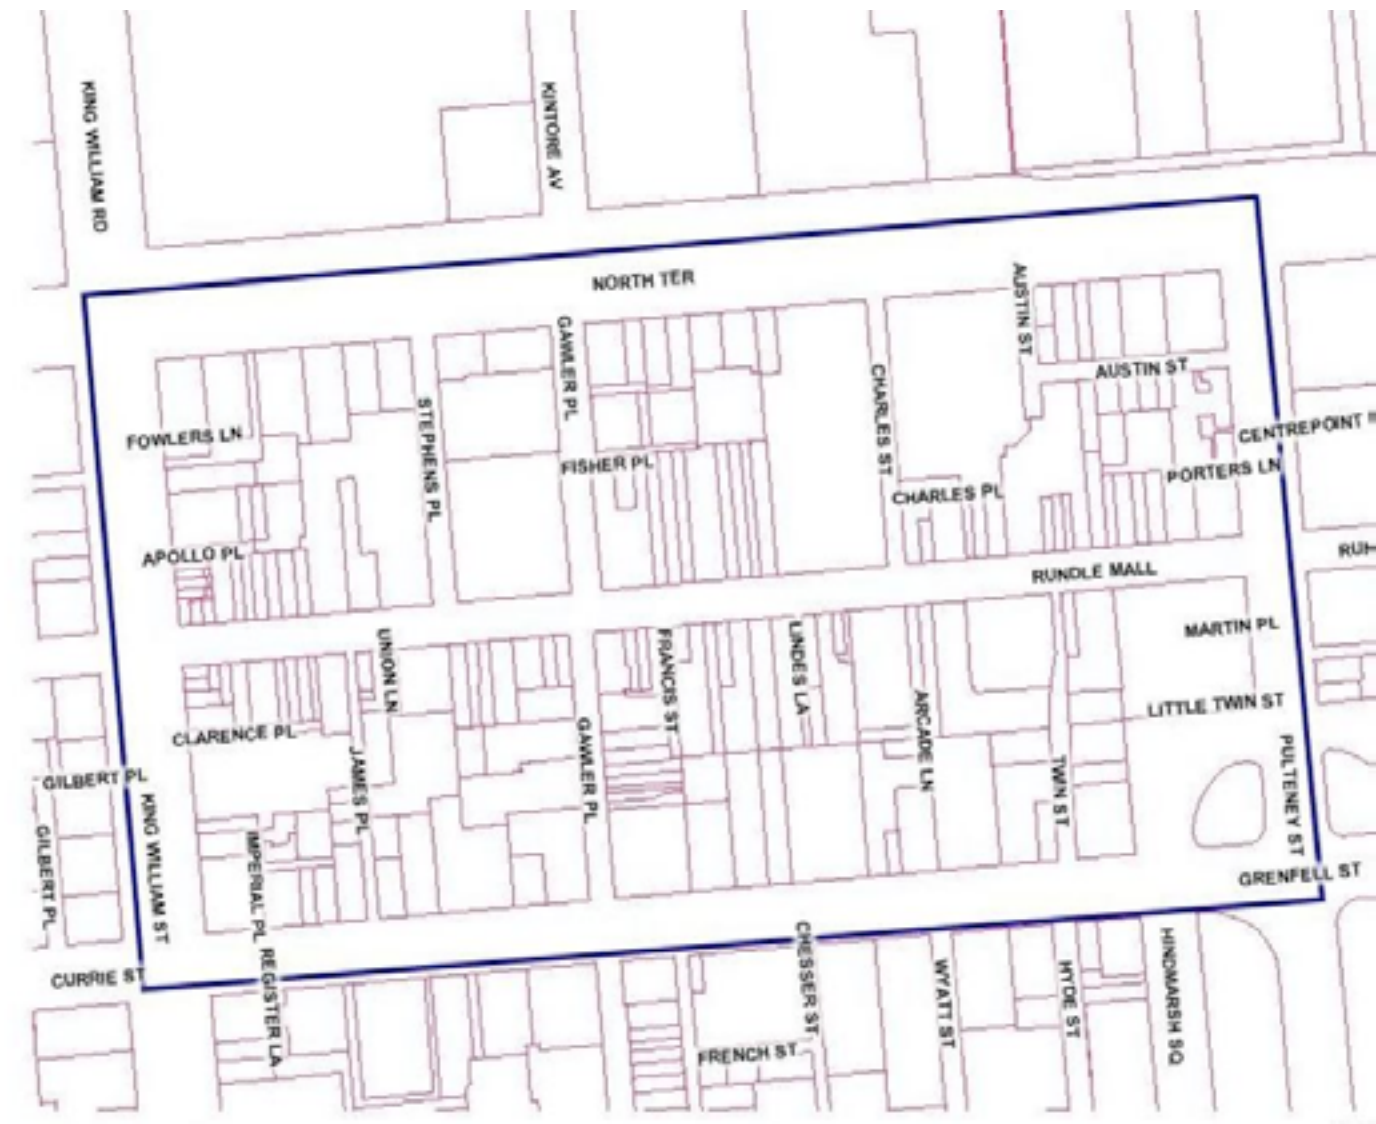 KING WILLIAM RD
KINTORE AV
NORTH TER
AUSTIN ST
GAWLER PL
AUSTIN ST
CHARLES ST
STEPHENS PL
FOWLERS LN
CENTREPOINT
FISHER PL
PORTERS LN
CHARLES PL
APOLLO PL
RUNDLE MALL
MARTIN PL
UNION LN
FRANCIS ST
LINDES LA
ARCADE LN
LITTLE TWIN ST
CLARENCE PL
GAWLER PL
JAMES PL
TWIN ST
PULTENEY ST
GILBERT PL
KING WILLIAM ST
GILBERT PL
IMPERIAL PL
GRENFELL ST
CURRIE ST
REGISTER LA
CHESSER ST
WYATT ST
HYDE ST
HINDMARSH SQ
FRENCH ST